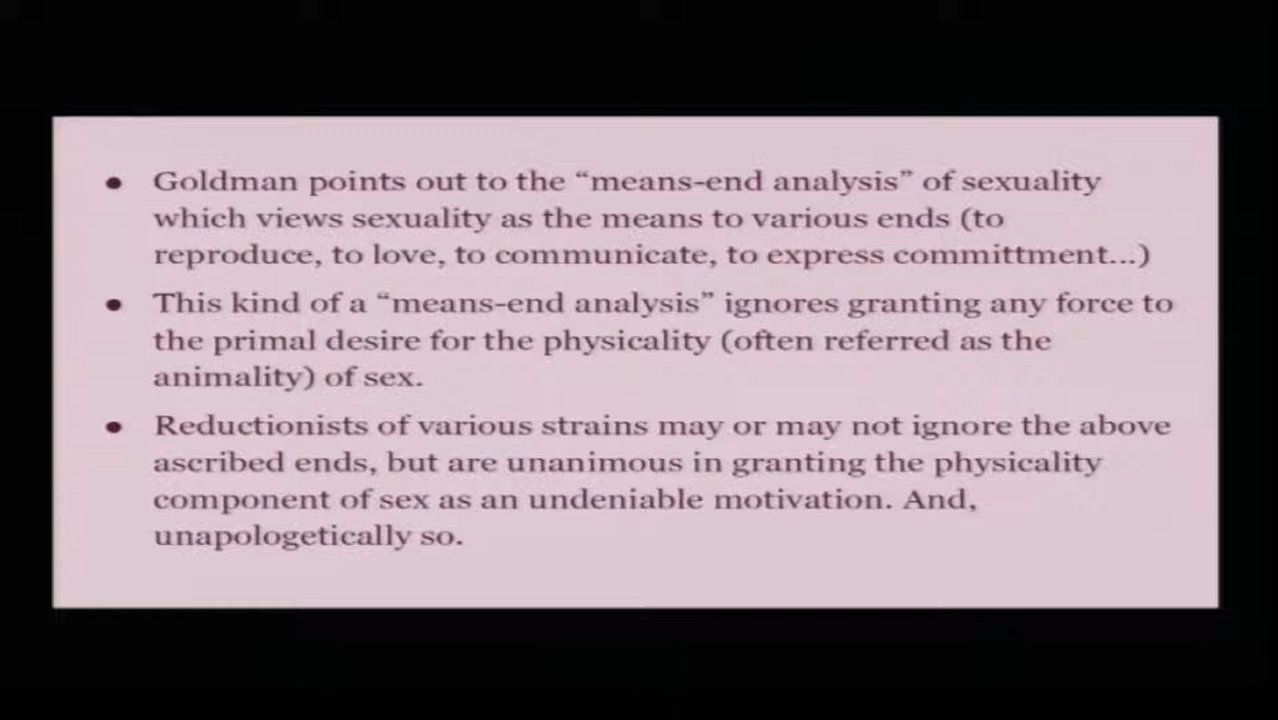 • Goldman points out to the “means-end analysis” of sexuality
which views sexuality as the means to various ends (to
reproduce, to love, to communicate, to express committment...)
• This kind of a “means-end analysis” ignores granting any force to
the primal desire for the physicality (often referred as the
animality) of sex.
• Reductionists of various strains may or may not ignore the above
ascribed ends, but are unanimous in granting the physicality
component of sex as an undeniable motivation. And,
unapologetically so.